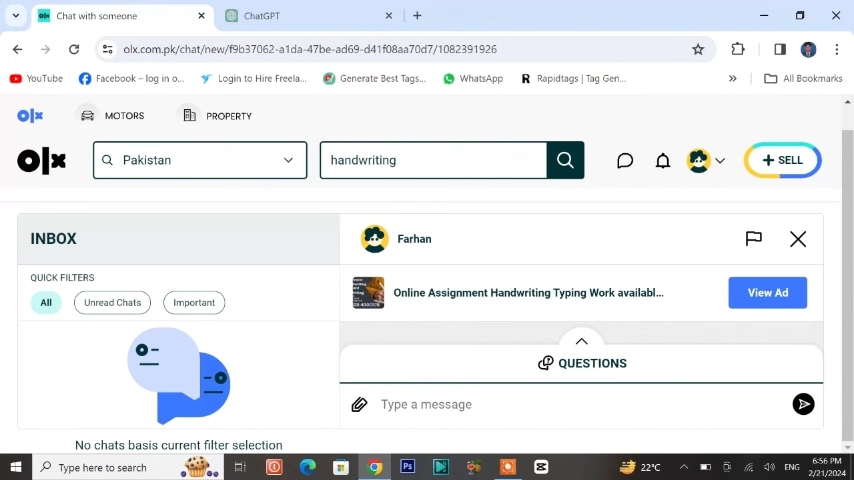 olx Chat with someone
ChatGPT
olx.com.pk/chat/new/f9b37062-a1da-47be-ad69-d41f08aa70d7/1082391926
YouTube
Facebook – log in o...
Login to Hire Freela...
Generate Best Tags...
WhatsApp
R Rapidtags | Tag Gen...
All Bookmarks
olx MOTORS PROPERTY
olx Pakistan handwriting + SELL
INBOX
Farhan
QUICK FILTERS
All Unread Chats Important
Online Assignment Handwriting Typing Work availabl...
View Ad
QUESTIONS
Type a message
No chats basis current filter selection
Type here to search
Ps
22°C
ENG
6:56 PM
2/21/2024